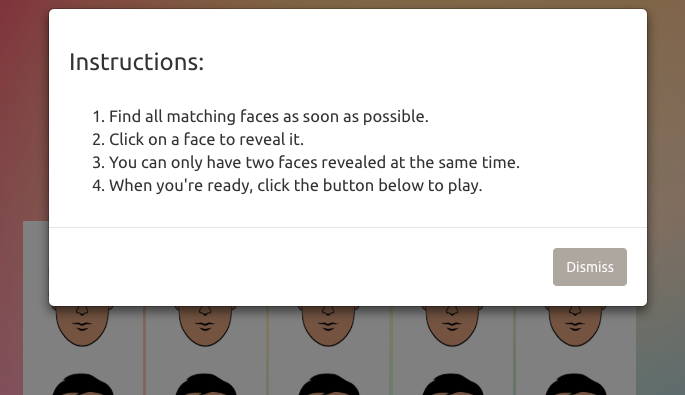 Instructions:
1. Find all matching faces as soon as possible.
2. Click on a face to reveal it.
3. You can only have two faces revealed at the same time.
4. When you're ready, click the button below to play.
Dismiss